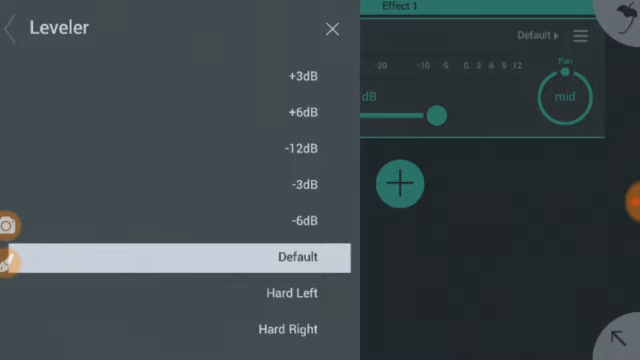 Effect 1
Leveler
Default
+3dB
-20 -10 -5 0 3 6 9 12
Pan
dB
mid
+6dB
-12dB
-3dB
-6dB
Default
Hard Left
Hard Right